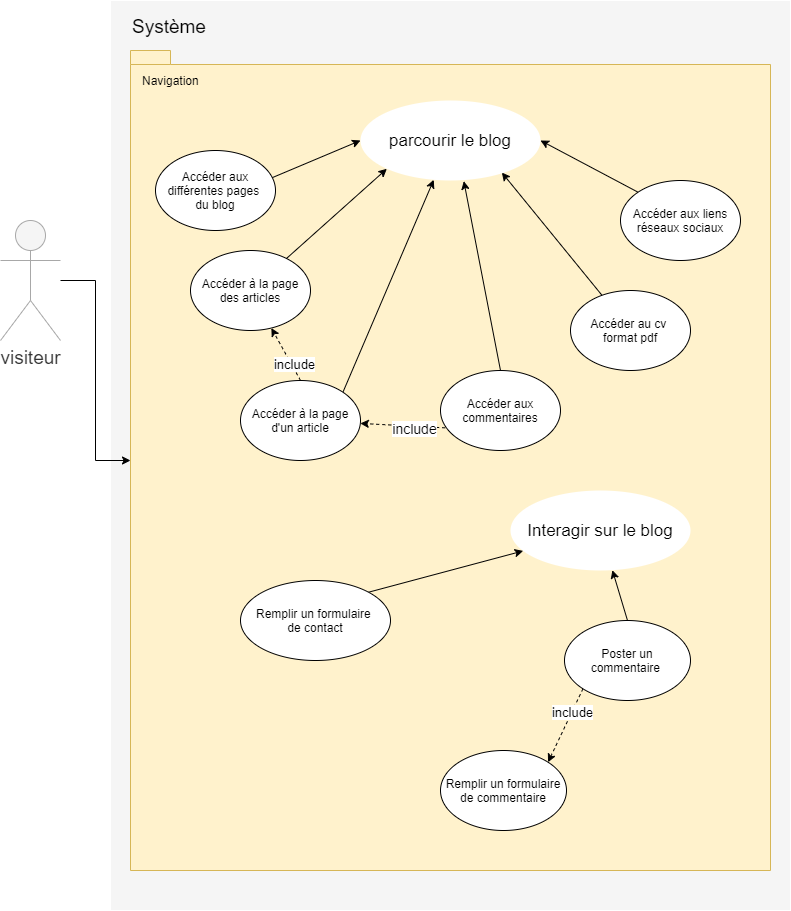 Système
Navigation
parcourir le blog
Accéder aux
différentes pages
du blog
Accéder aux liens
réseaux sociaux
Accéder à la page
des articles
Accéder au cv
format pdf
visiteur
include
Accéder à la page
d'un article
include
Accéder aux
commentaires
Interagir sur le blog
Remplir un formulaire
de contact
Poster un
commentaire
include
Remplir un formulaire
de commentaire